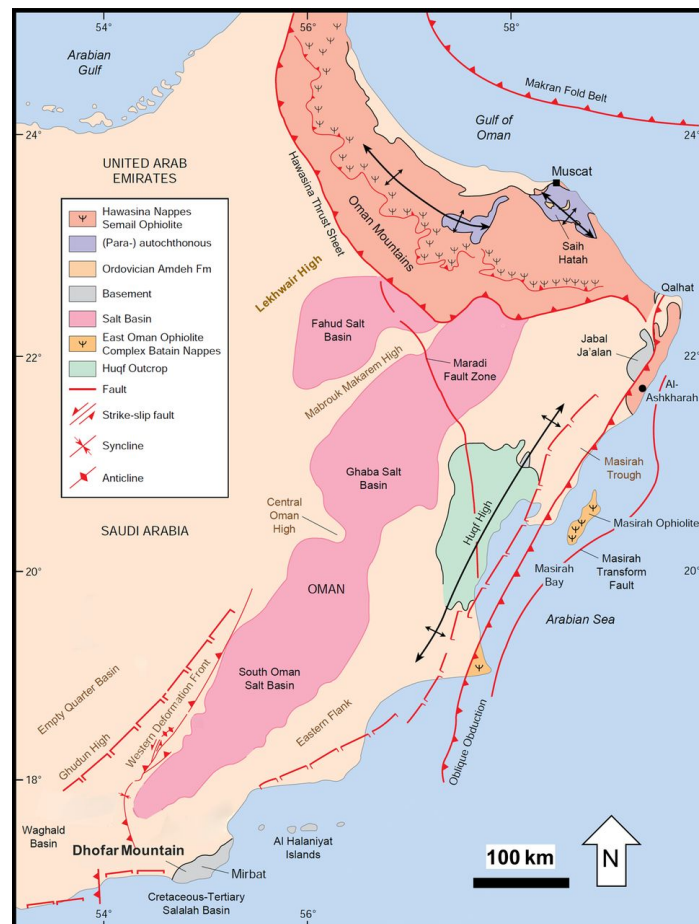 54°
58°
Arabian
Gulf
Makran Fold Belt
Gulf of
Oman
24°
24°
UNITED ARAB
EMIRATES
Muscat
Hawasina Thrust Sheet
Oman Mountains
Saih
Hatah
Hawasina Nappes
Semail Ophiolite
(Para-) autochthonous
Ordovician Amdeh Fm
Basement
Salt Basin
East Oman Ophiolite
Complex Batain Nappes
Huqf Outcrop
Fault
Strike-slip fault
Syncline
Anticline
Lekhwair High
Qalhat
Fahud Salt
Basin
22°
22°
Jabal
Ja'alan
Maradi
Fault Zone
Mabrouk Makarem High
Al-
Ashkharah
Masirah
Trough
Ghaba Salt
Basin
Central
Oman
High
Huqf High
Masirah Ophiolite
SAUDI ARABIA
Masirah
Transform
Fault
Masirah
Bay
20°
20°
OMAN
Arabian Sea
Empty Quarter Basin
Western Deformation Front
South Oman
Salt Basin
Ghudun High
Eastern Flank
Oblique Obduction
18°
18°
Waghald
Basin
Al Halaniyat
Islands
Dhofar Mountain
Mirbat
100 km
N
Cretaceous-Tertiary
Salalah Basin
54°
56°
58°